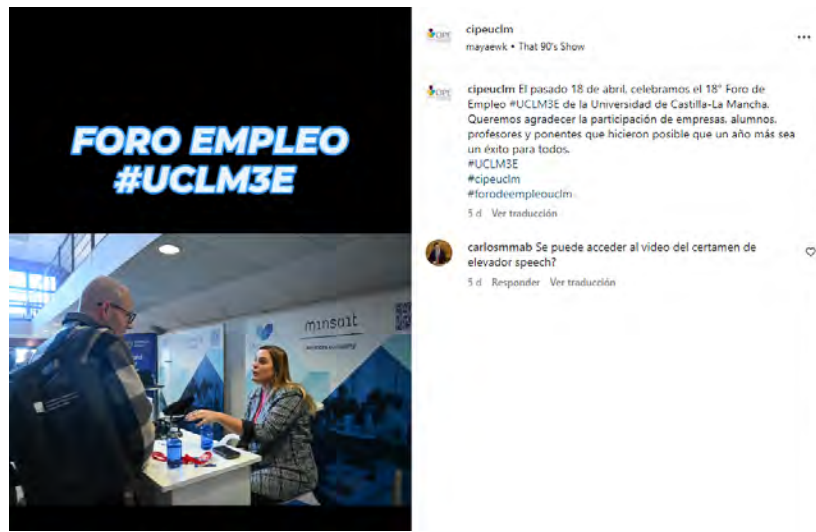 FORO EMPLEO
#UCLM3E
minsait
cipeuclm
mayaewk • That 90's Show
cipeuclm El pasado 18 de abril, celebramos el 18° Foro de
Empleo #UCLM3E de la Universidad de Castilla-La Mancha.
Queremos agradecer la participación de empresas, alumnos,
profesores y ponentes que hicieron posible que un año más sea
un éxito para todos.
#UCLM3E
#cipeuclm
#forodeempleouclm
5 d Ver traducción
carlosmmab Se puede acceder al video del certamen de
elevador speech?
5 d Responder Ver traducción